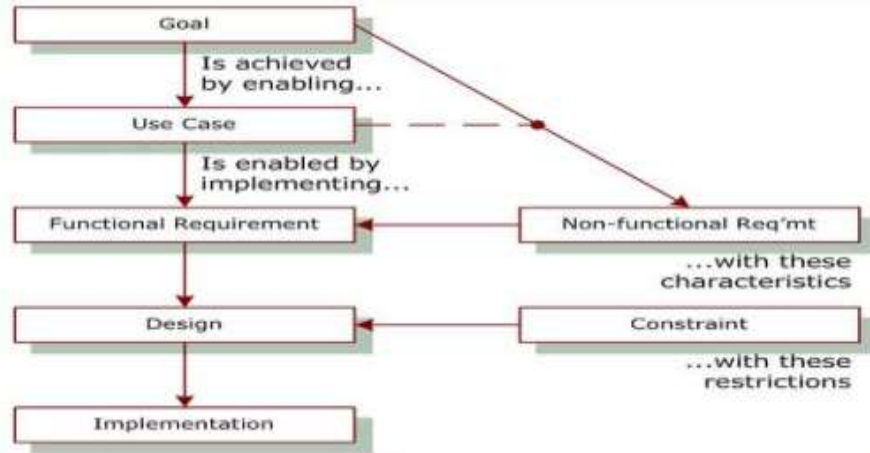 Goal
Is achieved
by enabling...
Use Case
Is enabled by
implementing...
Functional Requirement
Non-functional Req'mt
...with these
characteristics
Design
Constraint
...with these
restrictions
Implementation